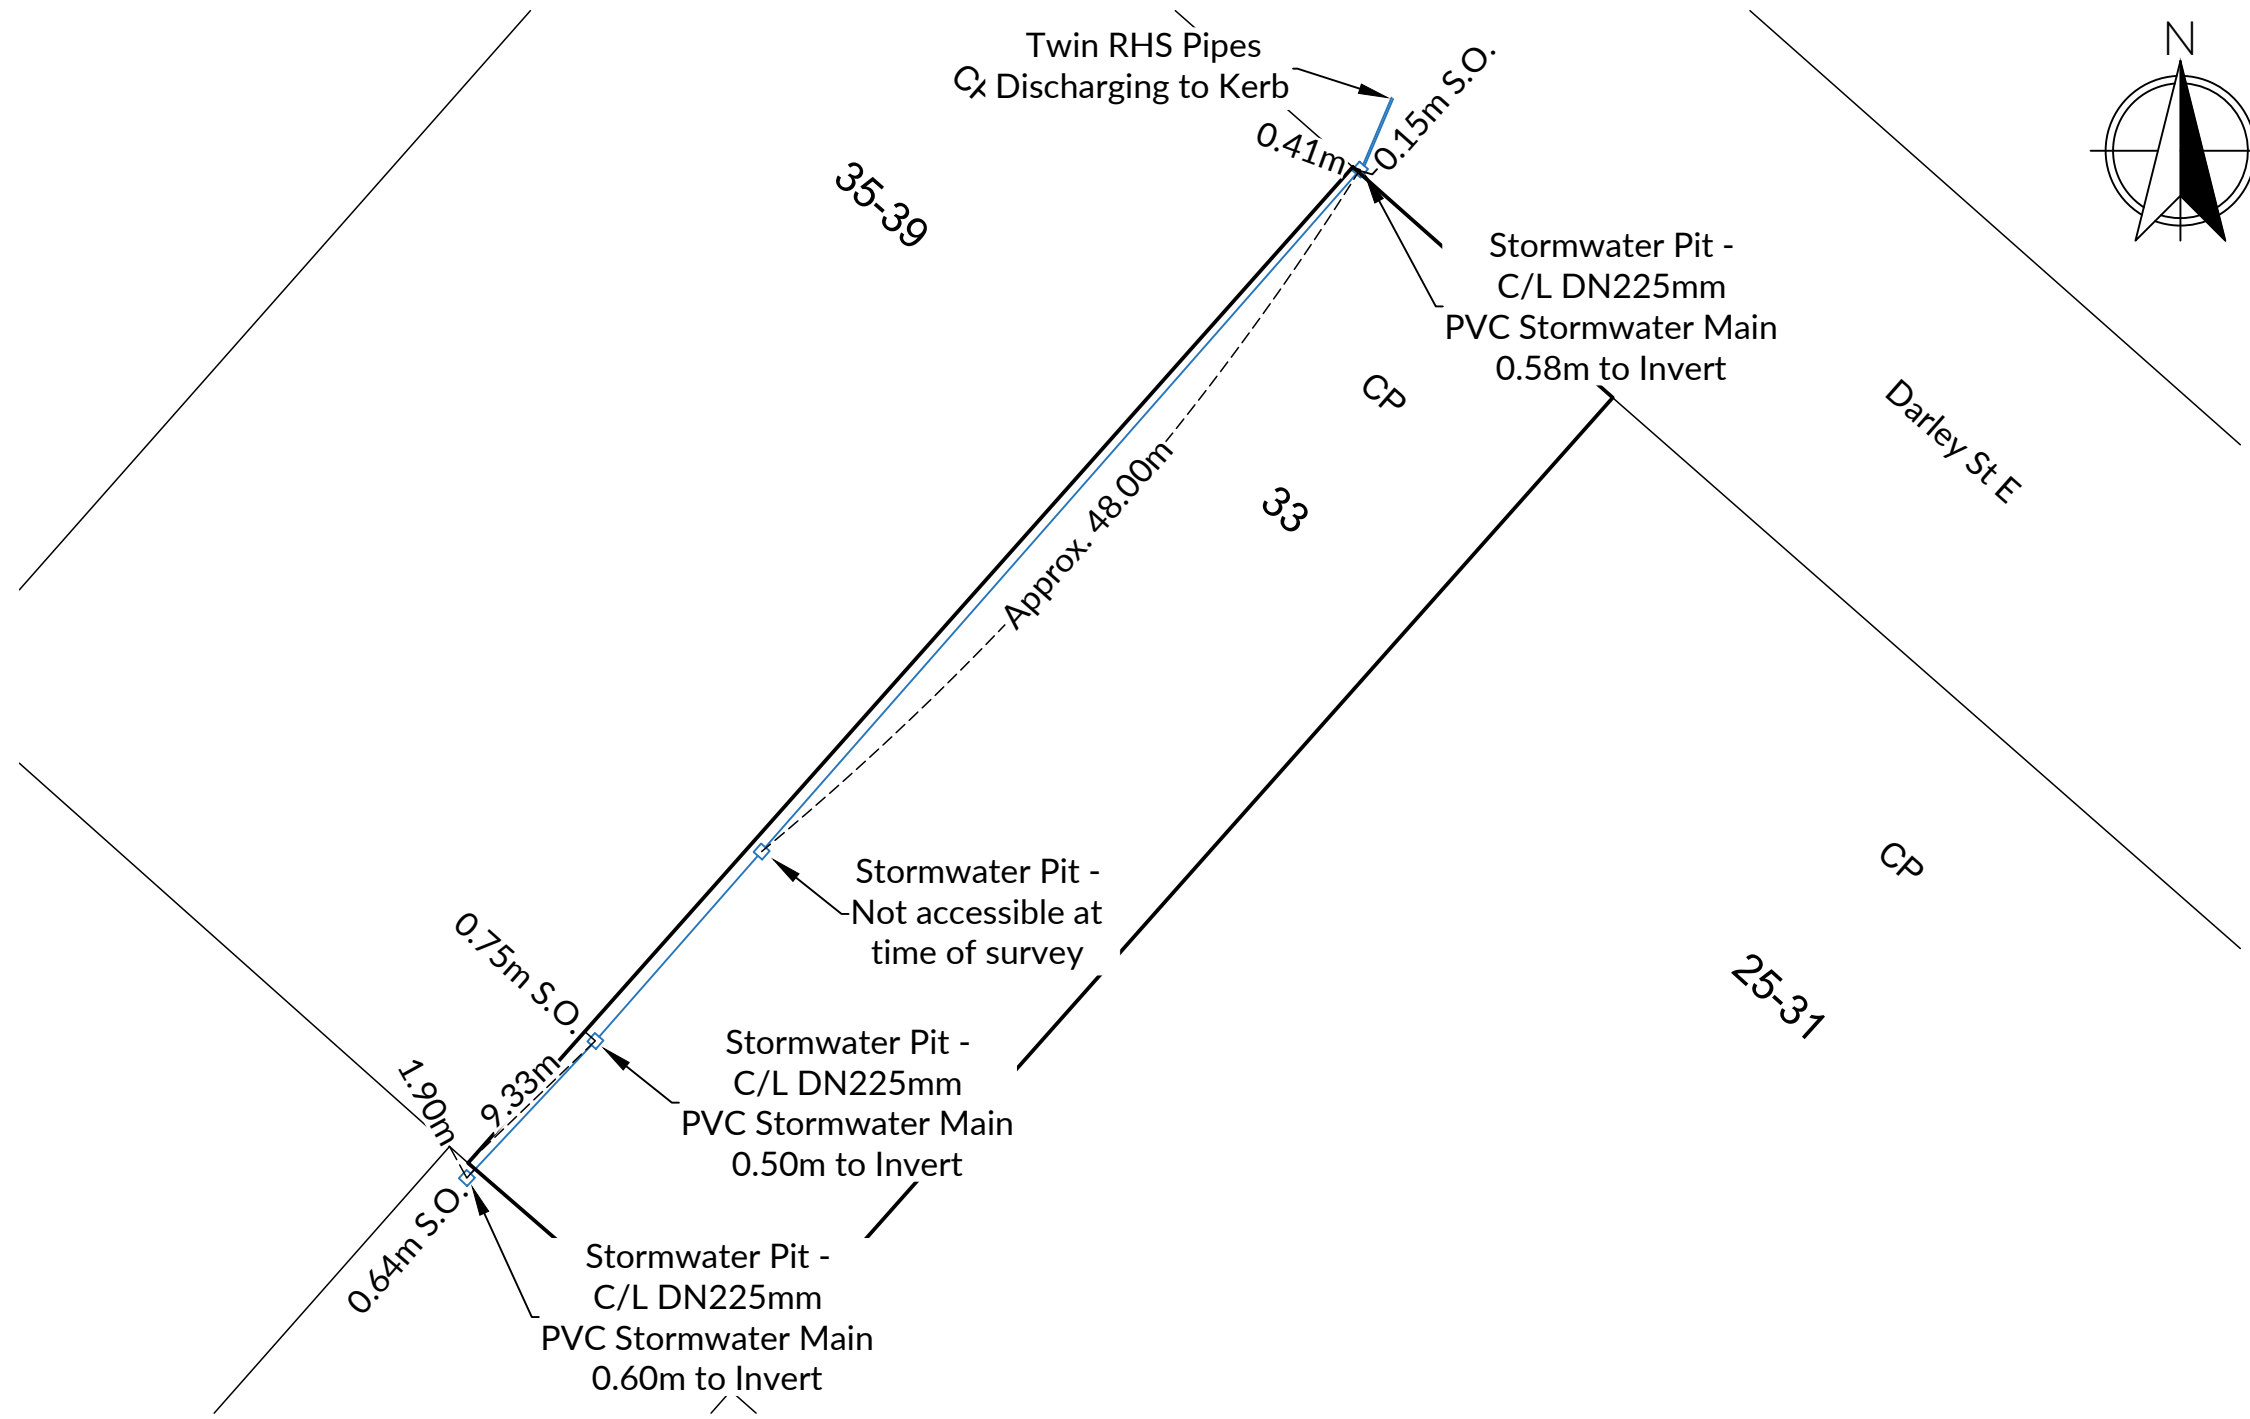 N
Twin RHS Pipes
Discharging to Kerb
0.15m S.O.
0.41m
35-39
Stormwater Pit -
C/L DN225mm
PVC Stormwater Main
0.58m to Invert
CP
Darley St E
33
Approx. 48.00m
Stormwater Pit -
Not accessible at
time of survey
CP
25-31
0.75m S.O.
Stormwater Pit -
C/L DN225mm
PVC Stormwater Main
0.50m to Invert
9.33m
1.90m
0.64m S.O.
Stormwater Pit -
C/L DN225mm
PVC Stormwater Main
0.60m to Invert